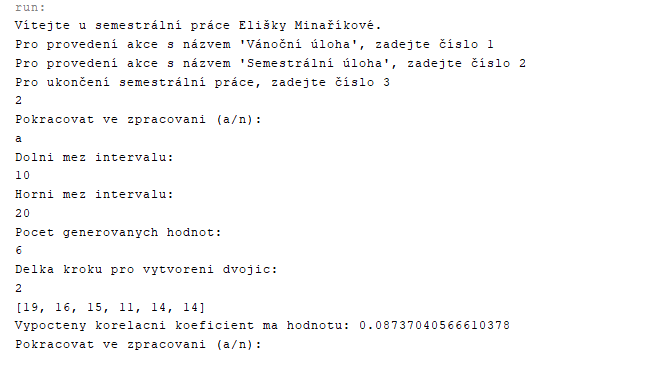 run:
Vítejte u semestrální práce Elišky Minaříkové.
Pro provedení akce s názvem 'Vánoční úloha', zadejte číslo 1
Pro provedení akce s názvem 'Semestrální úloha', zadejte číslo 2
Pro ukončení semestrální práce, zadejte číslo 3
2
Pokracovat ve zpracovani (a/n):
a
Dolni mez intervalu:
10
Horni mez intervalu:
20
Pocet generovanych hodnot:
6
Delka kroku pro vytvoreni dvojic:
2
[19, 16, 15, 11, 14, 14]
Vypocteny korelacni koeficient ma hodnotu: 0.08737040566610378
Pokracovat ve zpracovani (a/n):